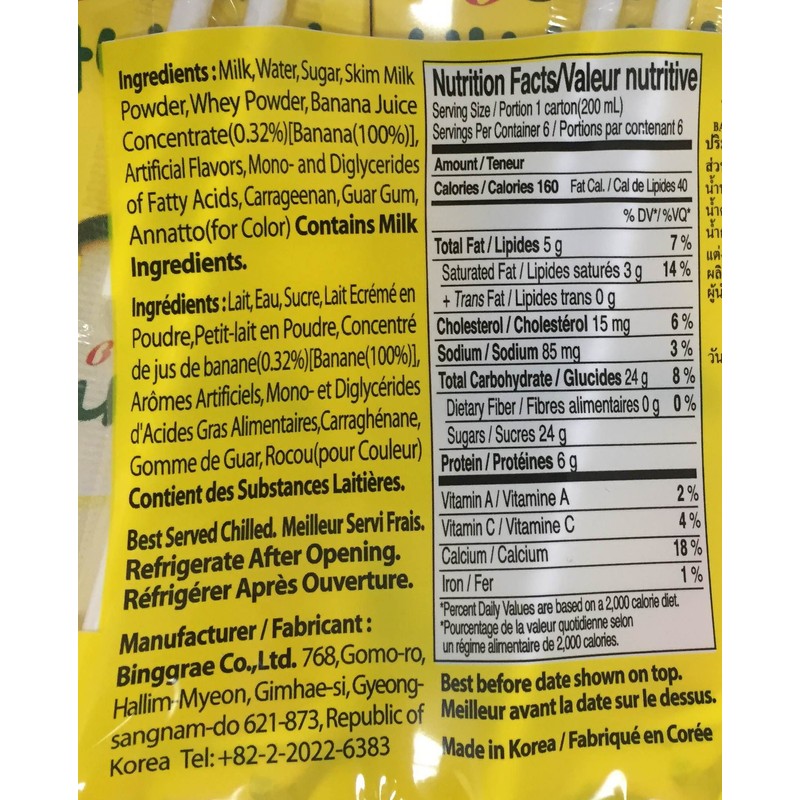 Ingredients : Milk, Water, Sugar, Skim Milk
Powder, Whey Powder, Banana Juice
Concentrate(0.32%)[Banana(100%)],
Artificial Flavors, Mono- and Diglycerides
of Fatty Acids, Carrageenan, Guar Gum,
Annatto(for Color) Contains Milk
Ingredients.
Ingrédients : Lait, Eau, Sucre, Lait Ecrémé en
Poudre,Petit-lait en Poudre, Concentré
de jus de banane(0.32%)[Banane(100%)],
Arômes Artificiels, Mono- et Diglycérides
d'Acides Gras Alimentaires,Carraghénane,
Gomme de Guar, Rocou(pour Couleur)
Contient des Substances Laitières.
Best Served Chilled. Meilleur Servi Frais.
Refrigerate After Opening.
Réfrigérer Après Ouverture.
Manufacturer / Fabricant :
Binggrae Co.,Ltd. 768,Gomo-ro,
Hallim-Myeon, Gimhae-si, Gyeong-
sangnam-do 621-873, Republic of
Korea Tel: +82-2-2022-6383
Nutrition Facts/Valeur nutritive
Serving Size / Portion 1 carton(200 mL)
Servings Per Container 6 / Portions par contenant 6
Amount / Teneur
Calories / Calories 160 Fat Cal. / Cal de Lipides 40
% DV*/ %VQ*
Total Fat / Lipides 5 g 7 %
Saturated Fat / Lipides saturés 3 g 14 %
+ Trans Fat / Lipides trans 0 g
Cholesterol / Cholestérol 15 mg 6 %
Sodium / Sodium 85 mg 3 %
Total Carbohydrate / Glucides 24 g 8 %
Dietary Fiber / Fibres alimentaires 0 g 0 %
Sugars / Sucres 24 g
Protein / Protéines 6 g
Vitamin A / Vitamine A 2 %
Vitamin C / Vitamine C 4 %
Calcium / Calcium 18 %
Iron / Fer 1 %
*Percent Daily Values are based on a 2,000 calorie diet.
*Pourcentage de la valeur quotidienne selon
un régime alimentaire de 2,000 calories.
Best before date shown on top.
Meilleur avant la date sur le dessus.
Made in Korea / Fabriqué en Corée